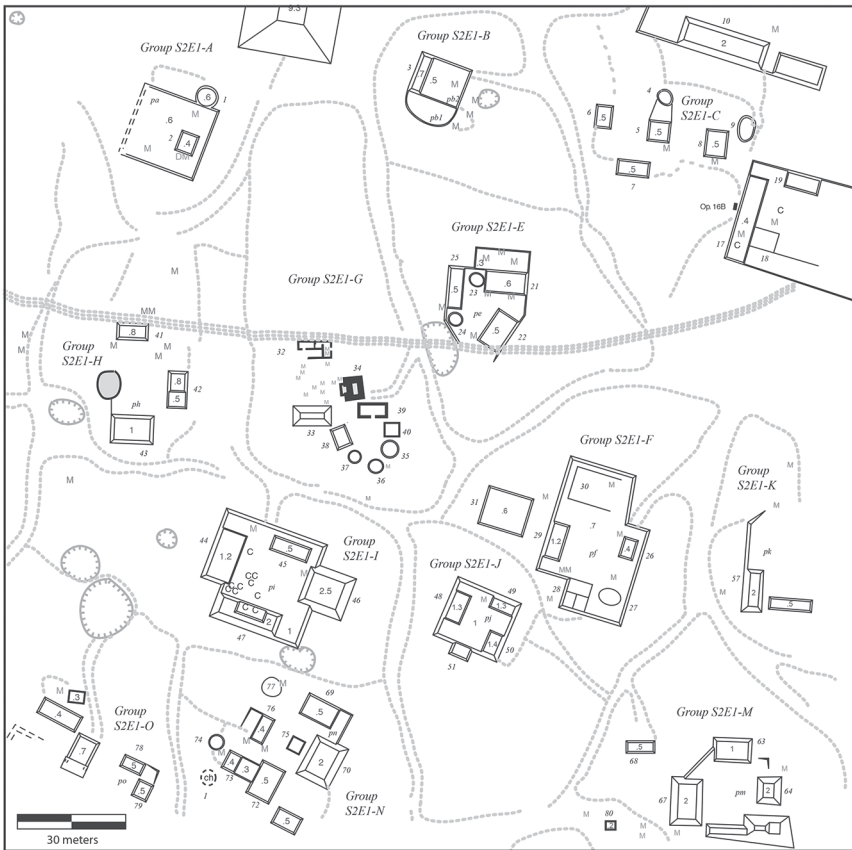 9.3
10
2
Group S2E1-A
Group S2E1-B
3
.7
.5
M
pb2
pb1
M
M
M
pa
.6
1
.6
M
2
.4
M
DM
4
Group
S2E1-C
6
.5
5
.5
M
9
8
.5
M
.5
7
M
M
19
Op. 16B
C
.4
M
C
17
18
Group S2E1-E
25
M
M
.3
M
.5
23
.6
21
M
M
M
pe
24
.5
22
M
Group S2E1-G
M
MM
.8
41
M
M
M
M
M
Group
S2E1-H
.8
42
.5
ph
1
43
32
M
M
M
M
M
M
M
M
34
39
33
38
40
35
37
36
M
M
M
Group S2E1-F
30
M
31
.6
M
.7
29
1.2
pf
.4
26
MM
M
28
M
27
Group
S2E1-K
M
M
pk
57
M
2
.5
44
M
Group
S2E1-I
1.2
C
.5
45
M
CC
C
C
CC
pi
C
2.5
46
C C
2
47
1
Group S2E1-J
48
49
M
1.3
1.3
1
pj
1.4
50
51
77
M
69
.5
76
pn
.4
M
M
74
M
75
2
70
.4
.3
73
.5
72
ch
1
.5
Group
S2E1-N
M
.3
.4
Group
S2E1-O
.7
78
.5
po
.5
79
Group S2E1-M
.5
68
1
63
M
67
2
pm
2
64
M
80
.2
M
M
M
30 meters